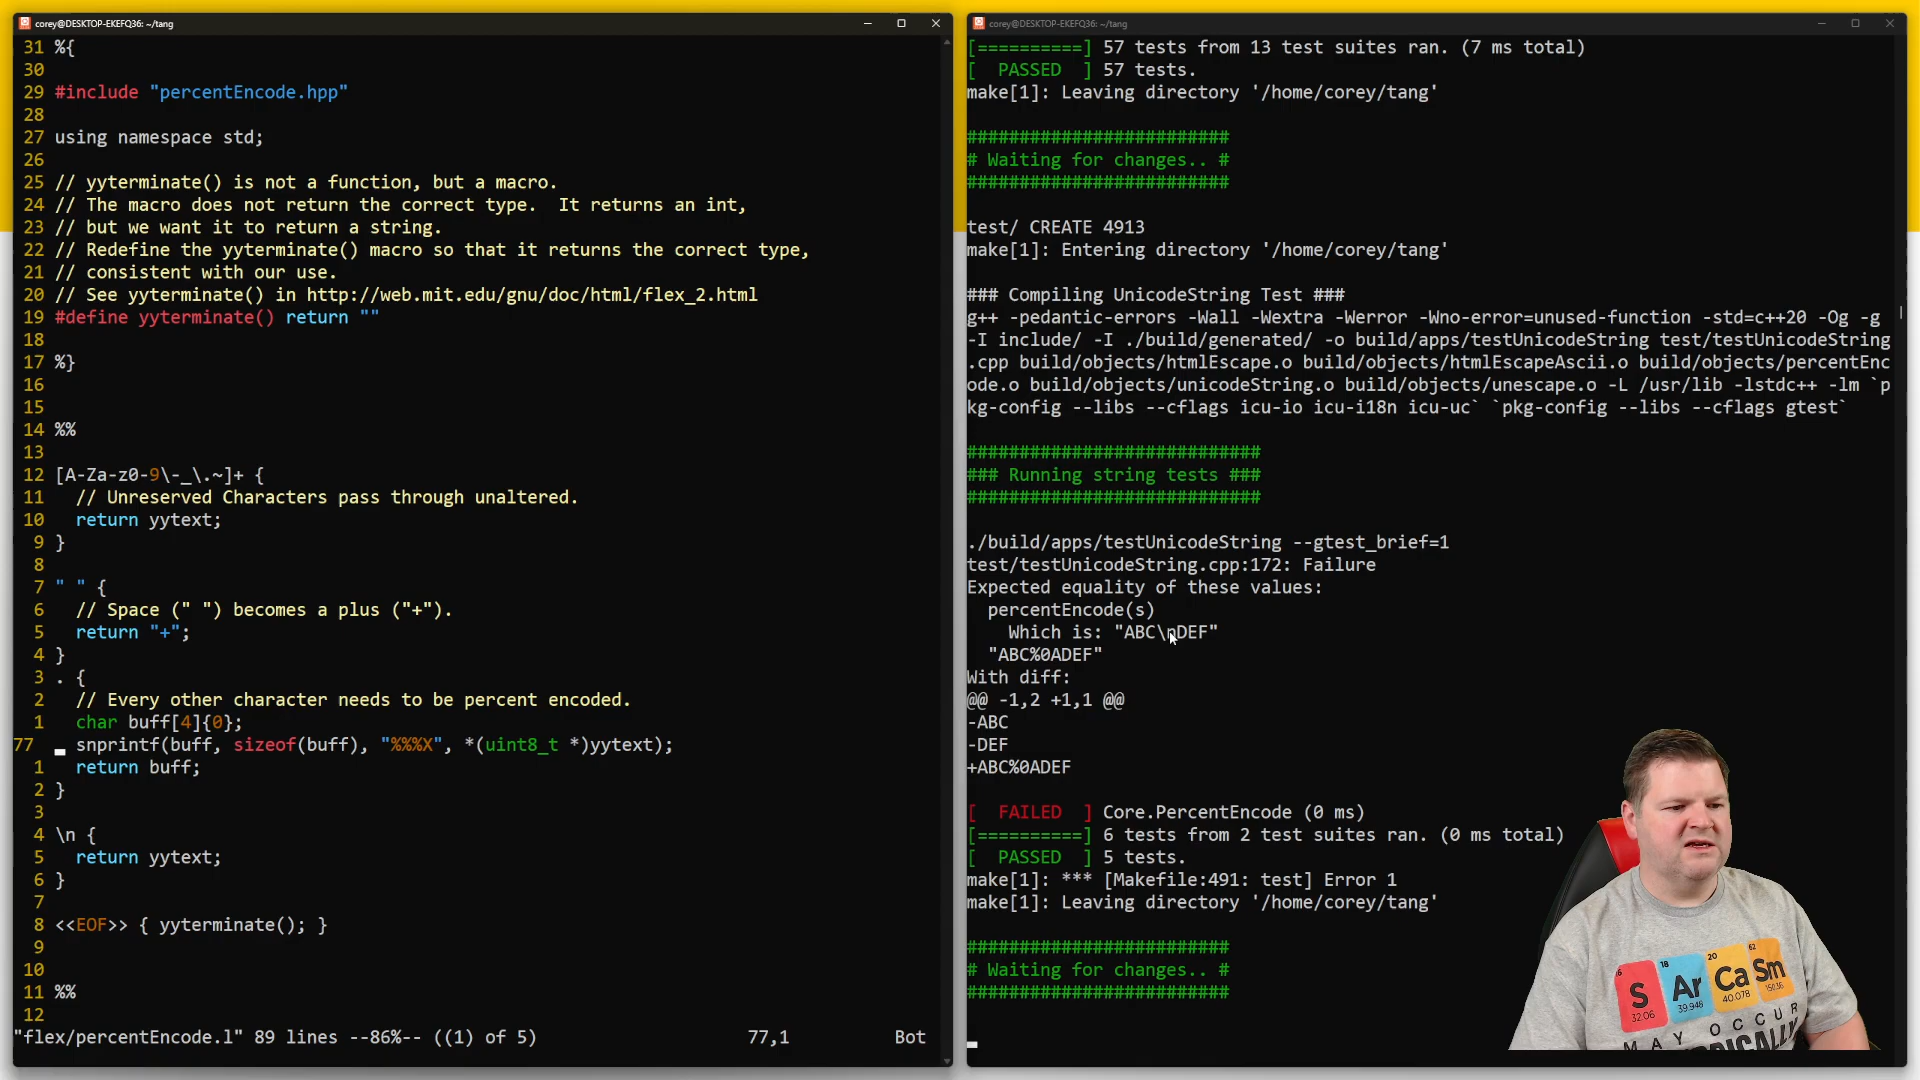 corey@DESKTOP-EKEFQ36: ~/tang
31 %{
30
29 #include "percentEncode.hpp"
28
27 using namespace std;
26
25 // yyterminate() is not a function, but a macro.
24 // The macro does not return the correct type.  It returns an int,
23 // but we want it to return a string.
22 // Redefine the yyterminate() macro so that it returns the correct type,
21 // consistent with our use.
20 // See yyterminate() in http://web.mit.edu/gnu/doc/html/flex_2.html
19 #define yyterminate() return ""
18
17 %}
16
15
14 %%
13
12 [A-Za-z0-9\-_\.~]+ {
11   // Unreserved Characters pass through unaltered.
10   return yytext;
9 }
8
7 " " {
6   // Space (" ") becomes a plus ("+").
5   return "+";
4 }
3 . {
2   // Every other character needs to be percent encoded.
1   char buff[4]{0};
77   snprintf(buff, sizeof(buff), "%%%X", *(uint8_t *)yytext);
1   return buff;
2 }
3
4 \n {
5   return yytext;
6 }
7
8 <<EOF>> { yyterminate(); }
9
10
11 %%
12
"flex/percentEncode.l" 89 lines --86%-- ((1) of 5) 77,1 Bot
corey@DESKTOP-EKEFQ36: ~/tang
[==========] 57 tests from 13 test suites ran. (7 ms total)
[  PASSED  ] 57 tests.
make[1]: Leaving directory '/home/corey/tang'
#########################
# Waiting for changes.. #
#########################
test/ CREATE 4913
make[1]: Entering directory '/home/corey/tang'
### Compiling UnicodeString Test ###
g++ -pedantic-errors -Wall -Wextra -Werror -Wno-error=unused-function -std=c++20 -Og -g
-I include/ -I ./build/generated/ -o build/apps/testUnicodeString test/testUnicodeString
.cpp build/objects/htmlEscape.o build/objects/htmlEscapeAscii.o build/objects/percentEnc
ode.o build/objects/unicodeString.o build/objects/unescape.o -L /usr/lib -lstdc++ -lm `p
kg-config --libs --cflags icu-io icu-i18n icu-uc` `pkg-config --libs --cflags gtest`
############################
### Running string tests ###
############################
./build/apps/testUnicodeString --gtest_brief=1
test/testUnicodeString.cpp:172: Failure
Expected equality of these values:
  percentEncode(s)
    Which is: "ABC\nDEF"
  "ABC%0ADEF"
With diff:
@@ -1,2 +1,1 @@
-ABC
-DEF
+ABC%0ADEF
[  FAILED  ] Core.PercentEncode (0 ms)
[==========] 6 tests from 2 test suites ran. (0 ms total)
[  PASSED  ] 5 tests.
make[1]: *** [Makefile:491: test] Error 1
make[1]: Leaving directory '/home/corey/tang'
#########################
# Waiting for changes.. #
#########################
16 18 20 62
S Ar Ca Sm
32.06 39.948 40.078 150.36
MAY OCCUR